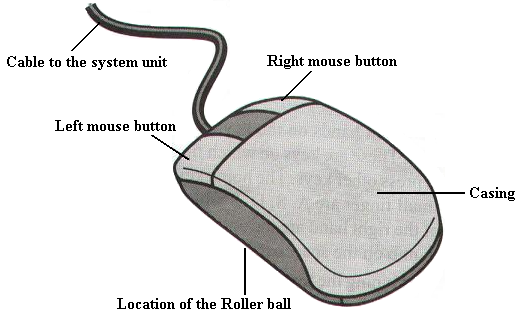 Cable to the system unit
Right mouse button
Left mouse button
Casing
Location of the Roller ball